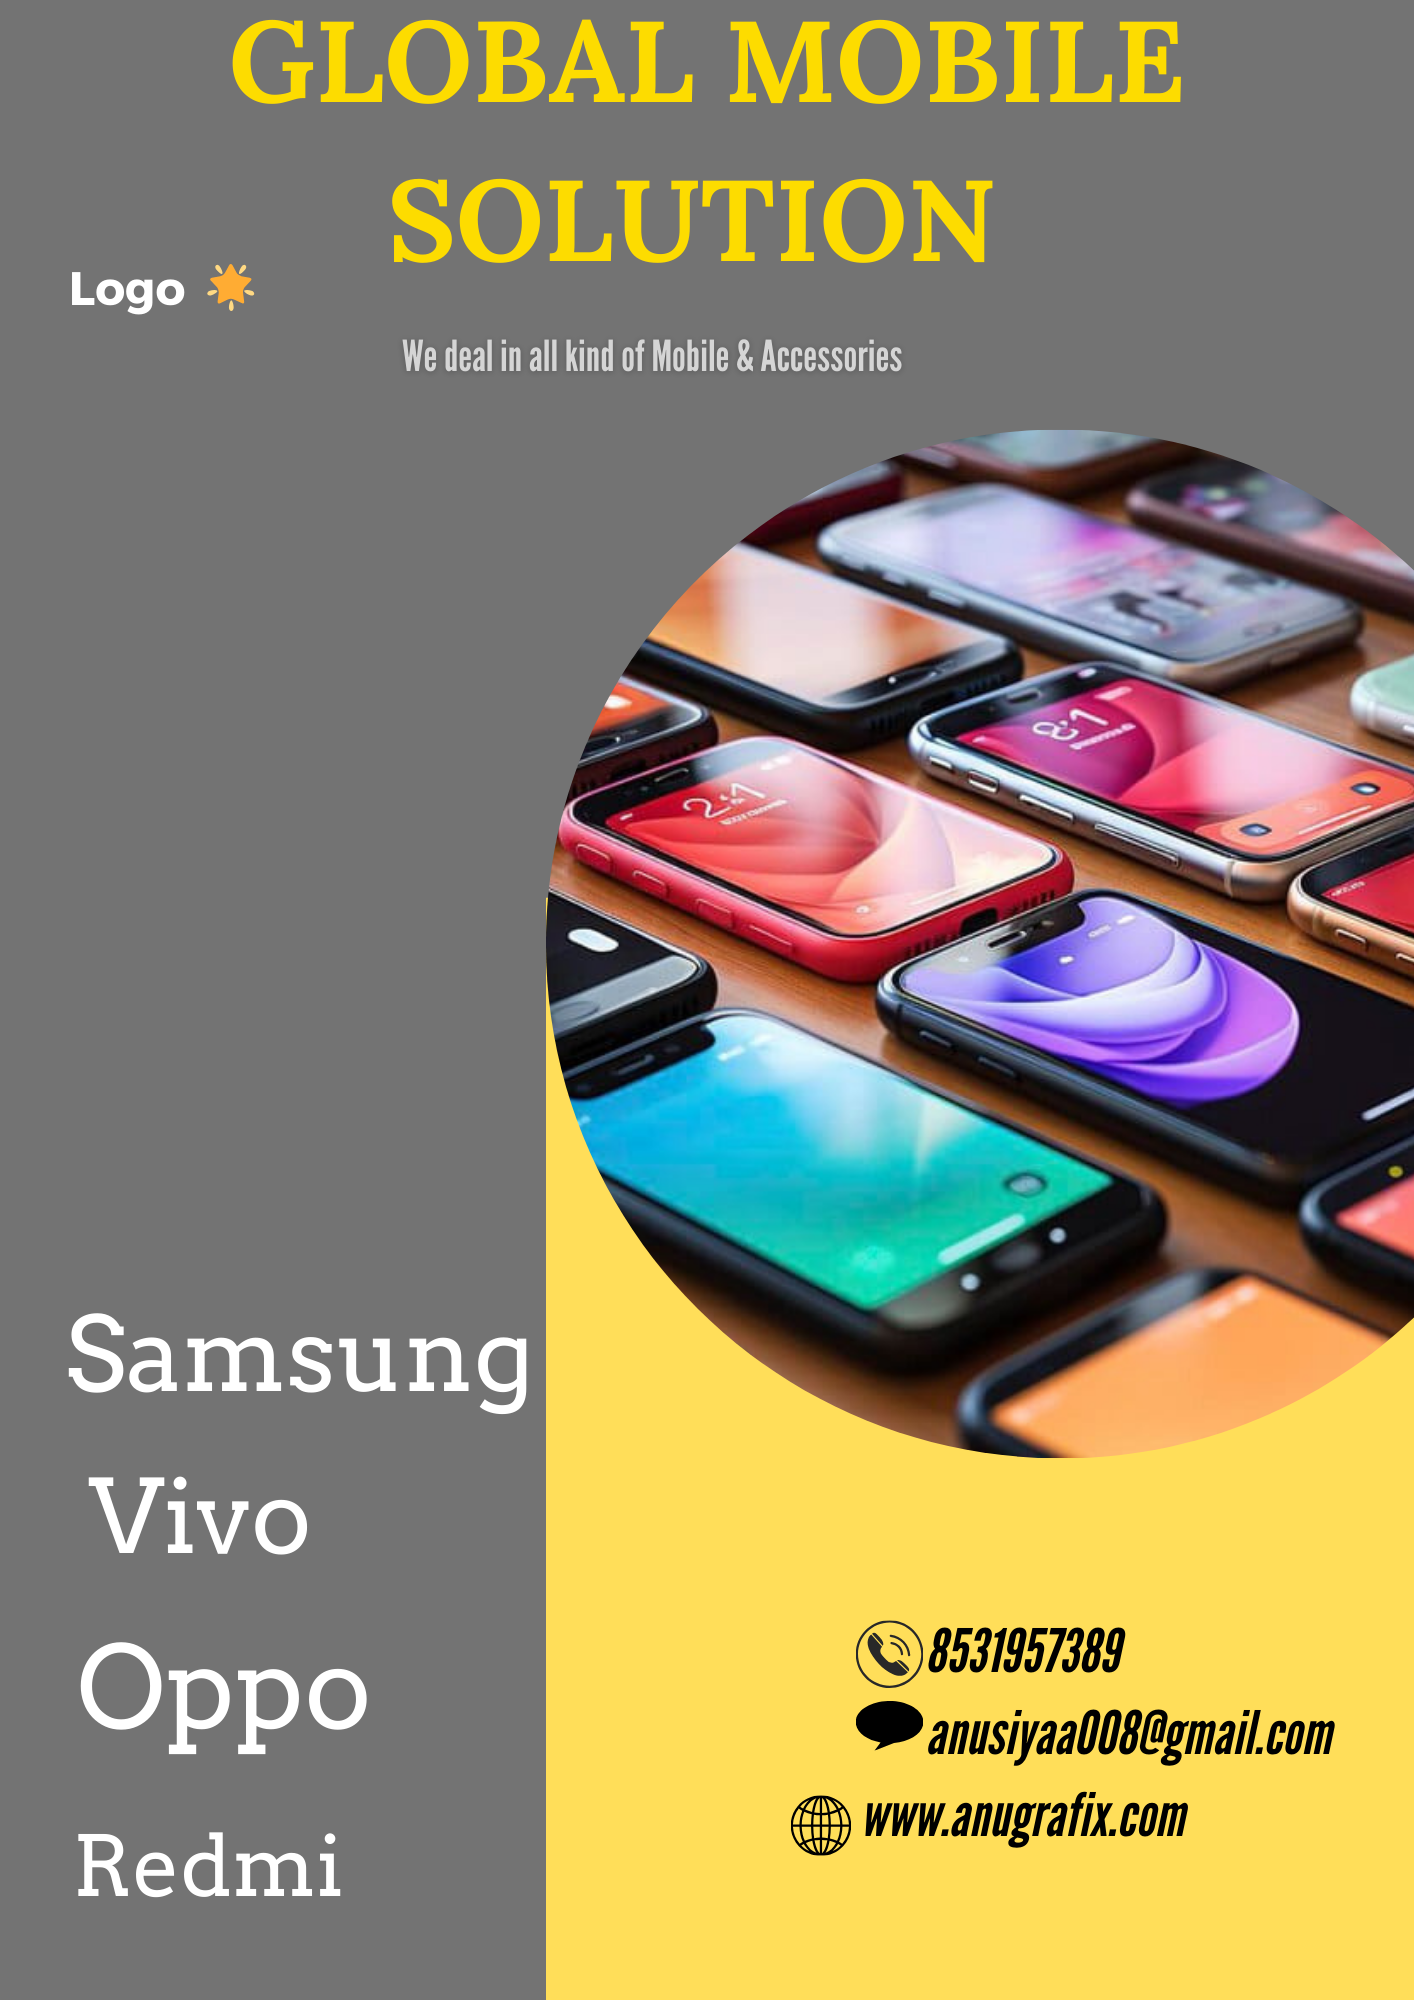 GLOBAL MOBILE
SOLUTION
Logo
We deal in all kind of Mobile & Accessories
Samsung
Vivo
Oppo
Redmi
8531957389
anusiyaa008@gmail.com
www.anugrafix.com